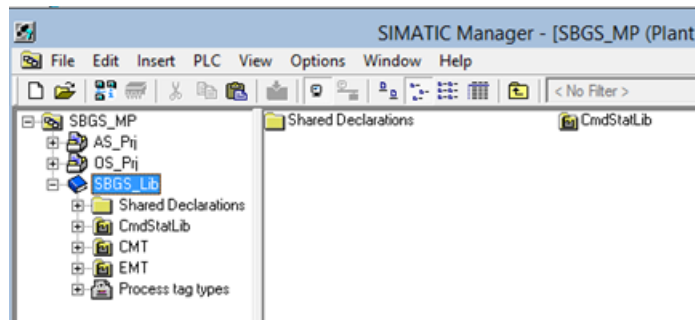 SIMATIC Manager - [SBGS_MP (Plant
File Edit Insert PLC View Options Window Help
< No Filter >
SBGS_MP
AS_Prj
OS_Prj
SBGS_Lib
Shared Declarations
CmdStatLib
CMT
EMT
Process tag types
Shared Declarations
CmdStatLib